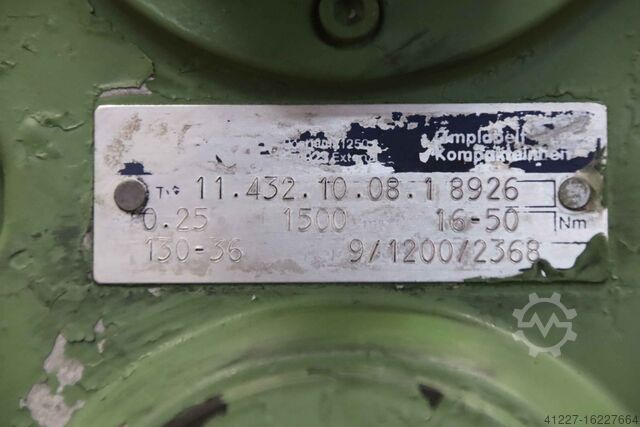 Kompakteinheit
Typ 11.432.10.08.1 8926
0.25 1500 16-50 Nm
130-36 9/1200/2368
41227-16227664